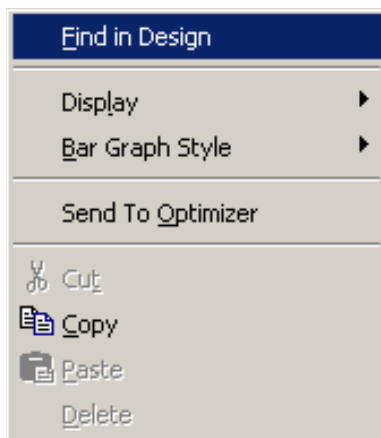 Find in Design
Display
Bar Graph Style
Send To Optimizer
Cut
Copy
Paste
Delete